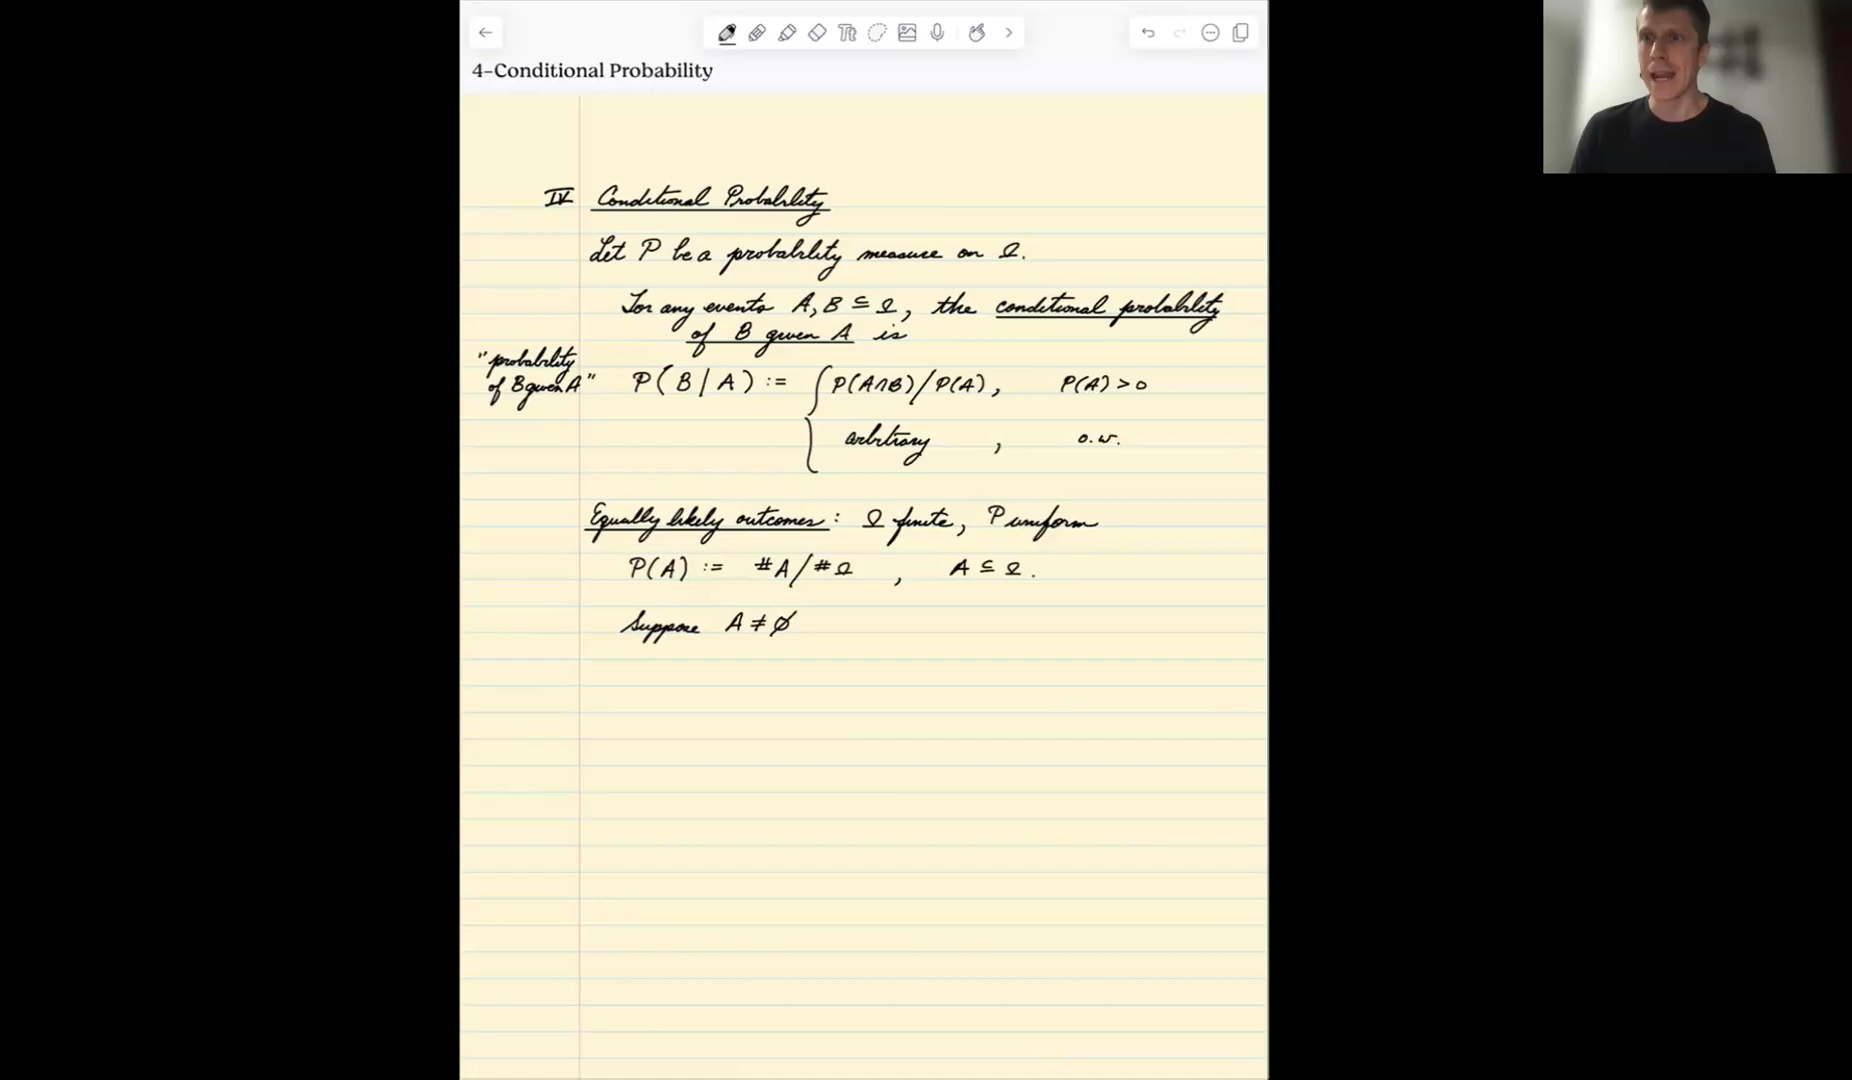 4-Conditional Probability
IV Conditional Probability
Let P be a probability measure on Ω.
For any events A, B ⊆ Ω, the conditional probability
of B given A is
"probability
of B given A"
P(B|A) := { P(A∩B)/P(A), P(A)>0
arbitrary, o.w.
Equally likely outcomes: Ω finite, P uniform
P(A) := #A/#Ω, A ⊆ Ω.
Suppose A ≠ ∅